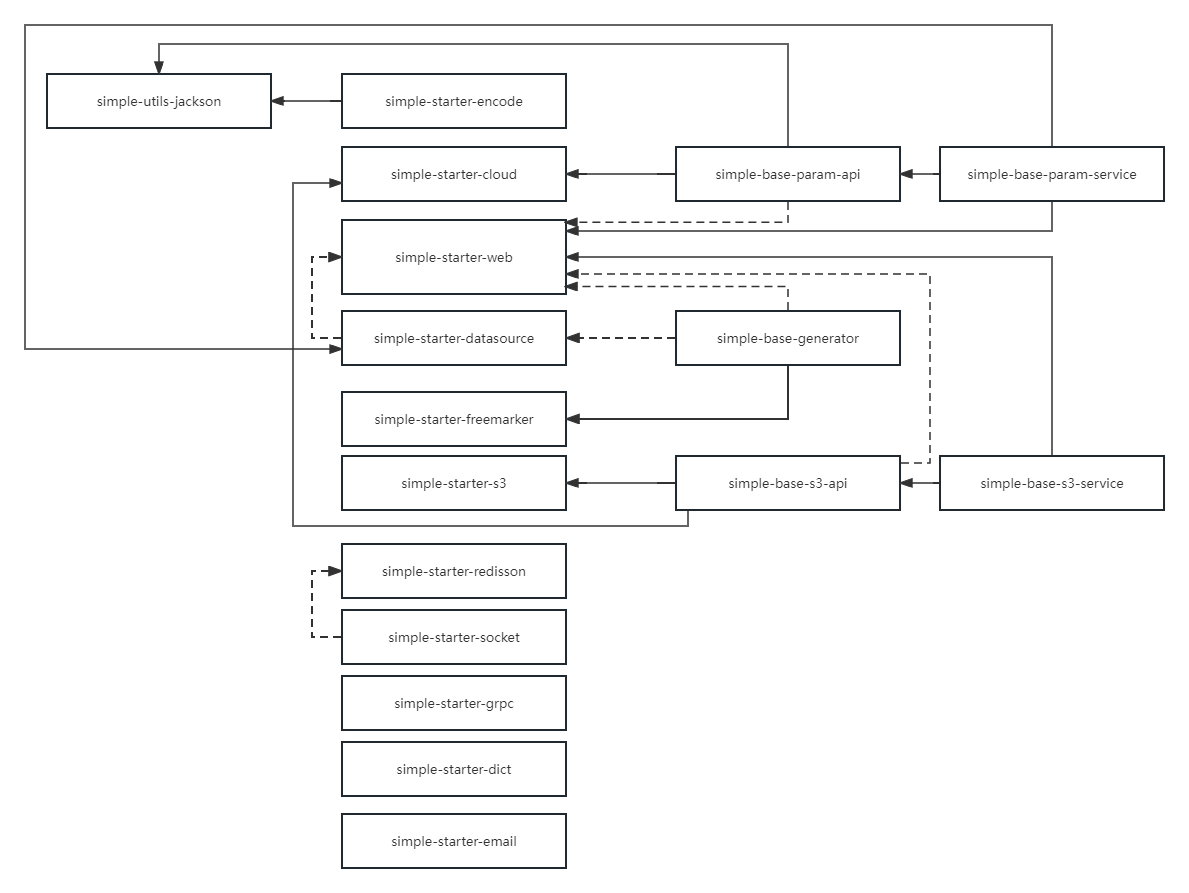 simple-utils-jackson
simple-starter-encode
simple-starter-cloud
simple-base-param-api
simple-base-param-service
simple-starter-web
simple-starter-datasource
simple-base-generator
simple-starter-freemarker
simple-starter-s3
simple-base-s3-api
simple-base-s3-service
simple-starter-redisson
simple-starter-socket
simple-starter-grpc
simple-starter-dict
simple-starter-email